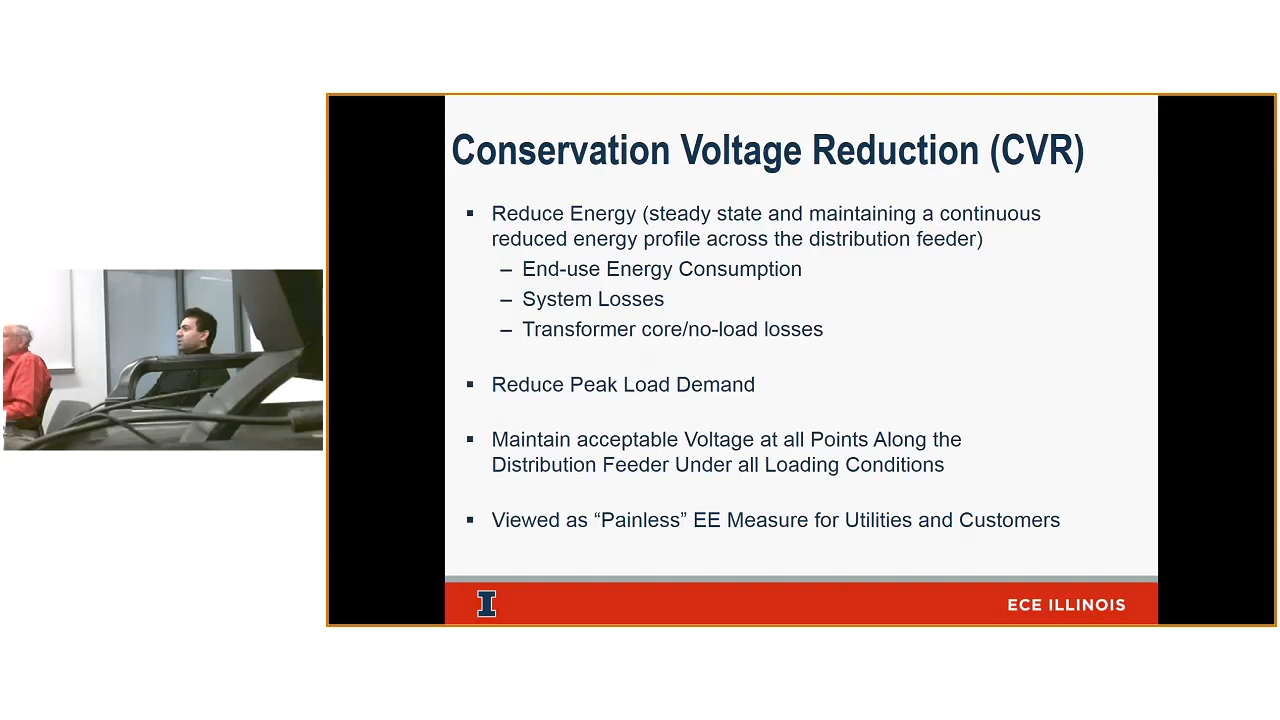 Conservation Voltage Reduction (CVR)
▪ Reduce Energy (steady state and maintaining a continuous
reduced energy profile across the distribution feeder)
– End-use Energy Consumption
– System Losses
– Transformer core/no-load losses
▪ Reduce Peak Load Demand
▪ Maintain acceptable Voltage at all Points Along the
Distribution Feeder Under all Loading Conditions
▪ Viewed as “Painless” EE Measure for Utilities and Customers
I
ECE ILLINOIS